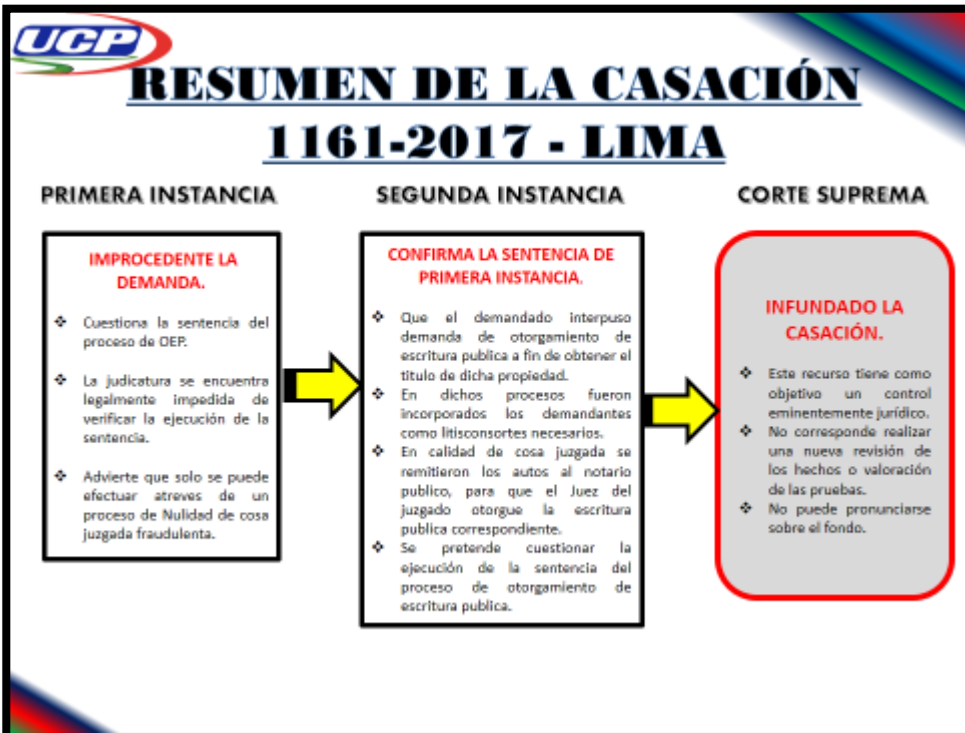 UCP
RESUMEN DE LA CASACIÓN
1161-2017 - LIMA
PRIMERA INSTANCIA
IMPROCEDENTE LA
DEMANDA.
❖ Cuestiona la sentencia del
proceso de OEP.
❖ La judicatura se encuentra
legalmente impedida de
verificar la ejecución de la
sentencia.
❖ Advierte que solo se puede
efectuar atreves de un
proceso de Nulidad de cosa
juzgada fraudulenta.
SEGUNDA INSTANCIA
CONFIRMA LA SENTENCIA DE
PRIMERA INSTANCIA.
❖ Que el demandado interpuso
demanda de otorgamiento de
escritura publica a fin de obtener el
titulo de dicha propiedad.
❖ En dichos procesos fueron
incorporados los demandantes
como litisconsortes necesarios.
❖ En calidad de cosa juzgada se
remitieron los autos al notario
publico, para que el Juez del
juzgado otorgue la escritura
publica correspondiente.
❖ Se pretende cuestionar la
ejecución de la sentencia del
proceso de otorgamiento de
escritura publica.
CORTE SUPREMA
INFUNDADO LA
CASACIÓN.
❖ Este recurso tiene como
objetivo un control
eminentemente jurídico.
❖ No corresponde realizar
una nueva revisión de
los hechos o valoración
de las pruebas.
❖ No puede pronunciarse
sobre el fondo.